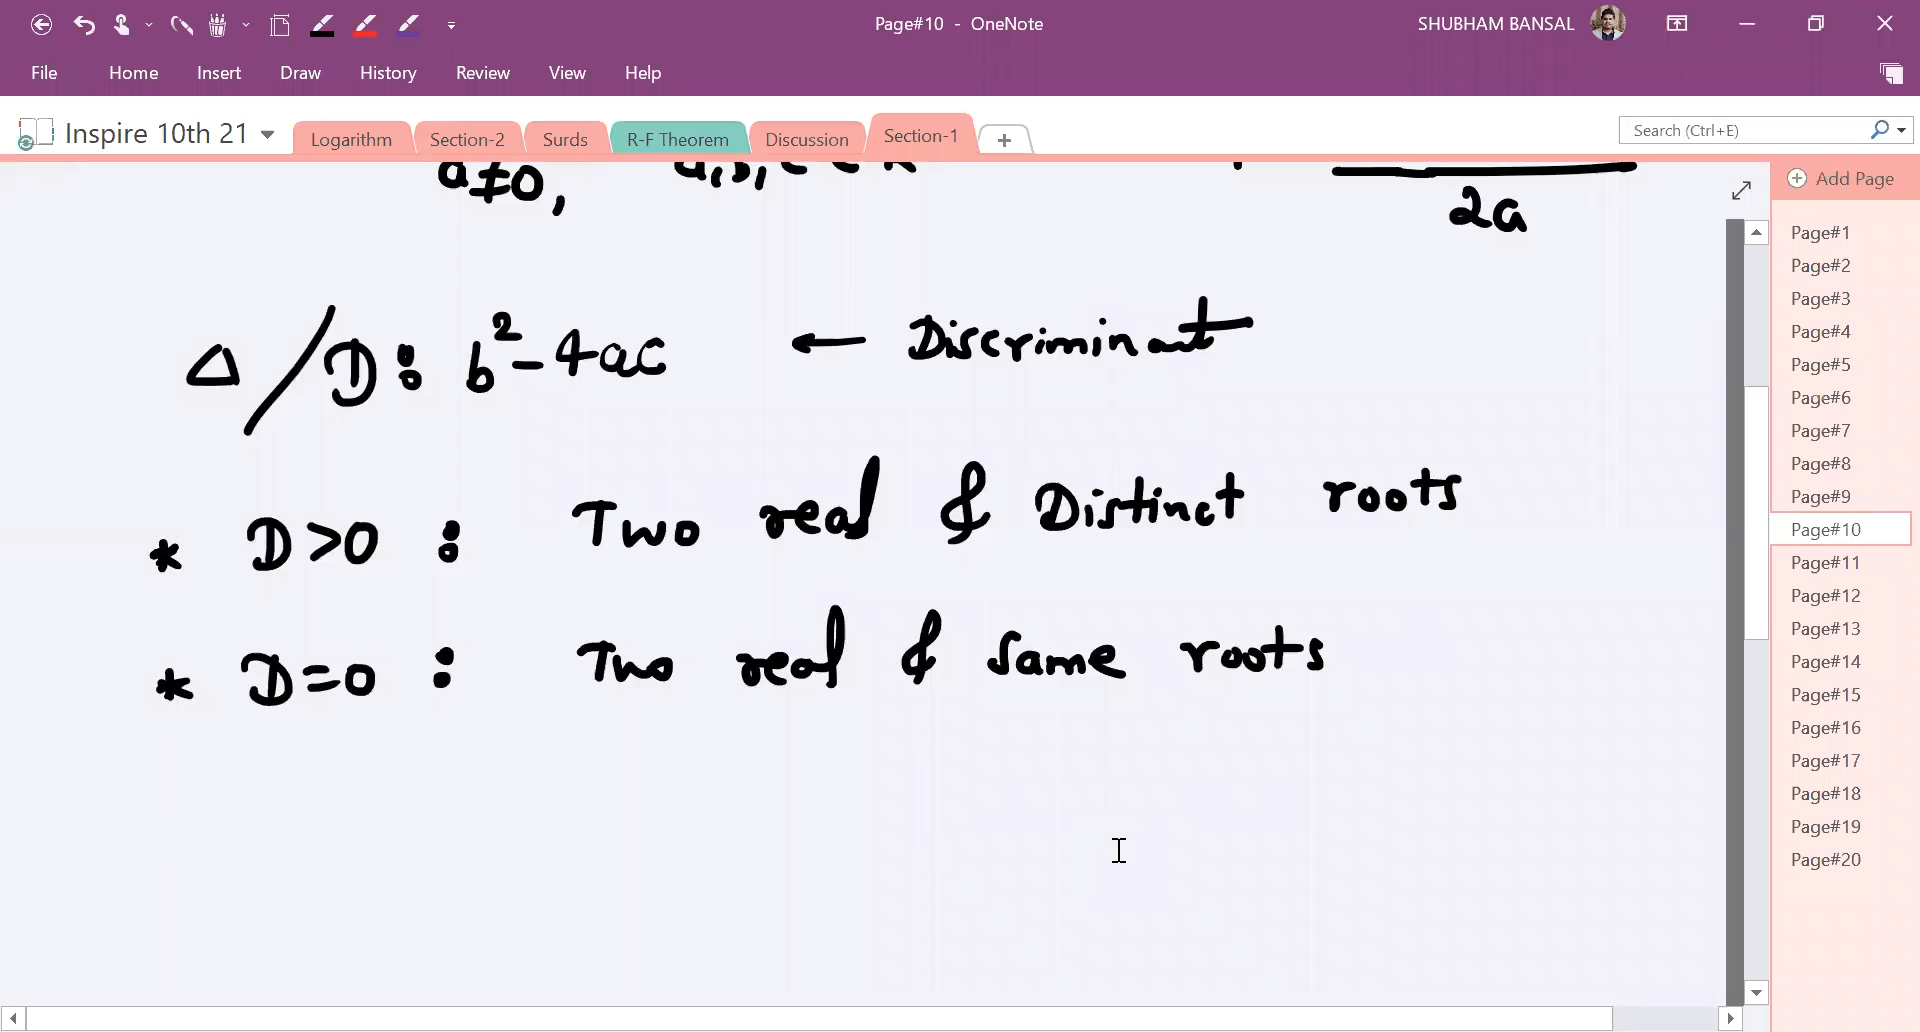 Page#10 - OneNote
SHUBHAM BANSAL
File Home Insert Draw History Review View Help
Inspire 10th 21
Logarithm Section-2 Surds R-F Theorem Discussion Section-1
Search (Ctrl+E)
Add Page
a≠0,
2a
Δ/D: b²-4ac ← Discriminant
* D>0 : Two real & Distinct roots
* D=0 : Two real & same roots
Page#1
Page#2
Page#3
Page#4
Page#5
Page#6
Page#7
Page#8
Page#9
Page#10
Page#11
Page#12
Page#13
Page#14
Page#15
Page#16
Page#17
Page#18
Page#19
Page#20